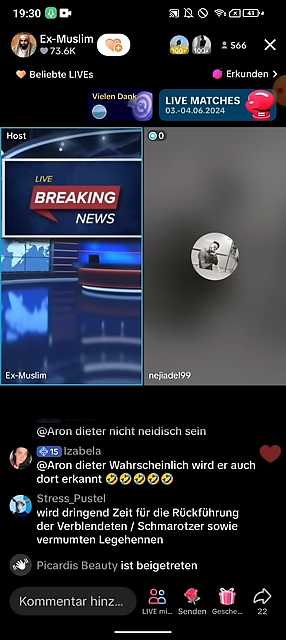 19:30
41
Ex-Muslim
73.6K
100+
100+
566
Beliebte LIVEs
Erkunden >
Vielen Dank
LIVE MATCHES
03.-04.06.2024
Host
LIVE
BREAKING
NEWS
Ex-Muslim
0
nejiadel99
@Aron dieter nicht neidisch sein
15 Izabela
@Aron dieter Wahrscheinlich wird er auch
dort erkannt 🤣🤣🤣🤣🤣
Stress_Pustel
wird dringend Zeit für die Rückführung
der Verblendeten / Schmarotzer sowie
vermumten Legehennen
Picardis Beauty ist beigetreten
Kommentar hinz...
LIVE mi...
Senden
Gesche...
22